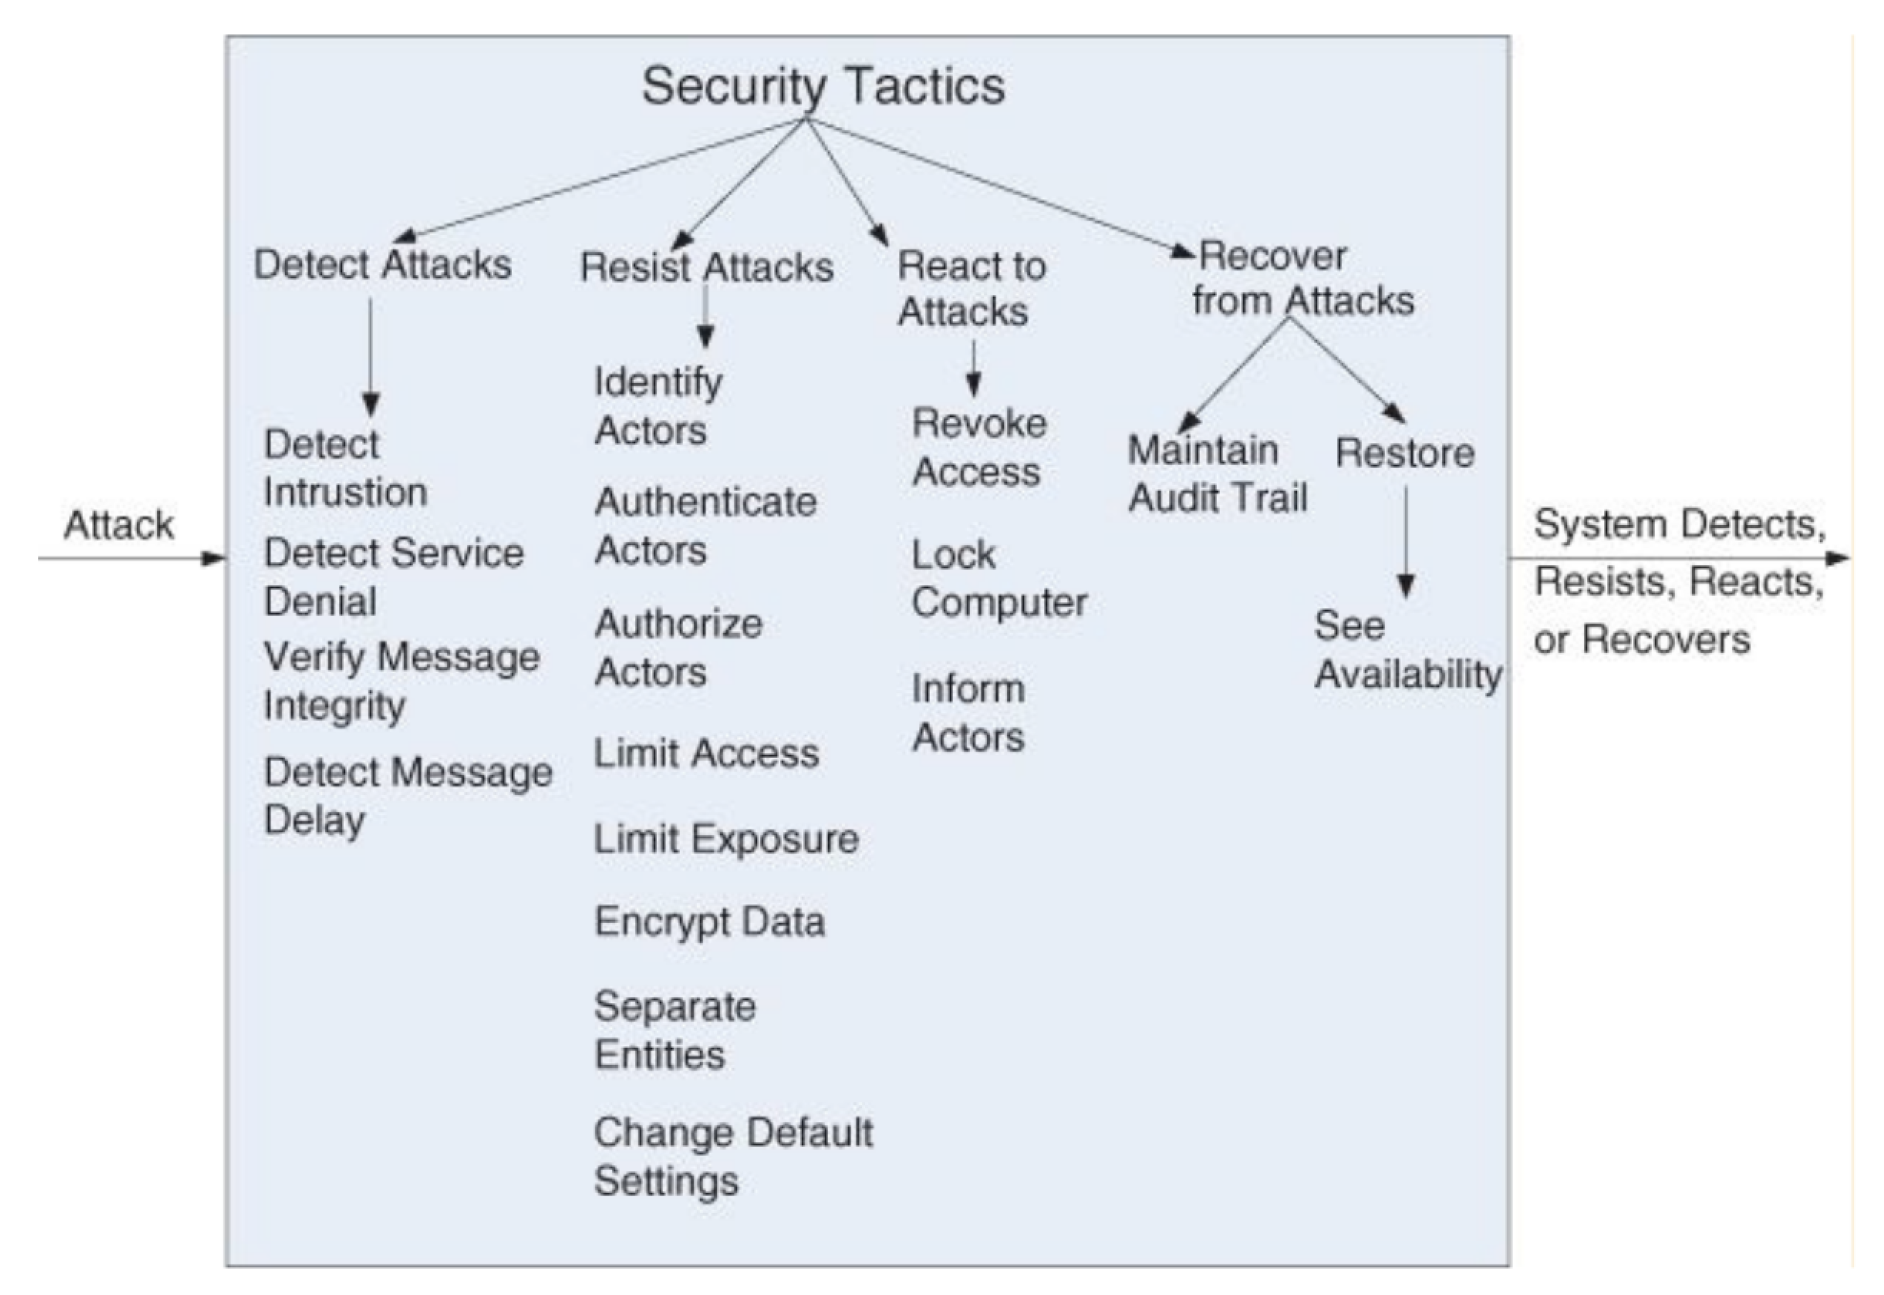 Security Tactics
Attack
Detect Attacks
Detect
Intrustion
Detect Service
Denial
Verify Message
Integrity
Detect Message
Delay
Resist Attacks
Identify
Actors
Authenticate
Actors
Authorize
Actors
Limit Access
Limit Exposure
Encrypt Data
Separate
Entities
Change Default
Settings
React to
Attacks
Revoke
Access
Lock
Computer
Inform
Actors
Recover
from Attacks
Maintain
Audit Trail
Restore
See
Availability
System Detects,
Resists, Reacts,
or Recovers